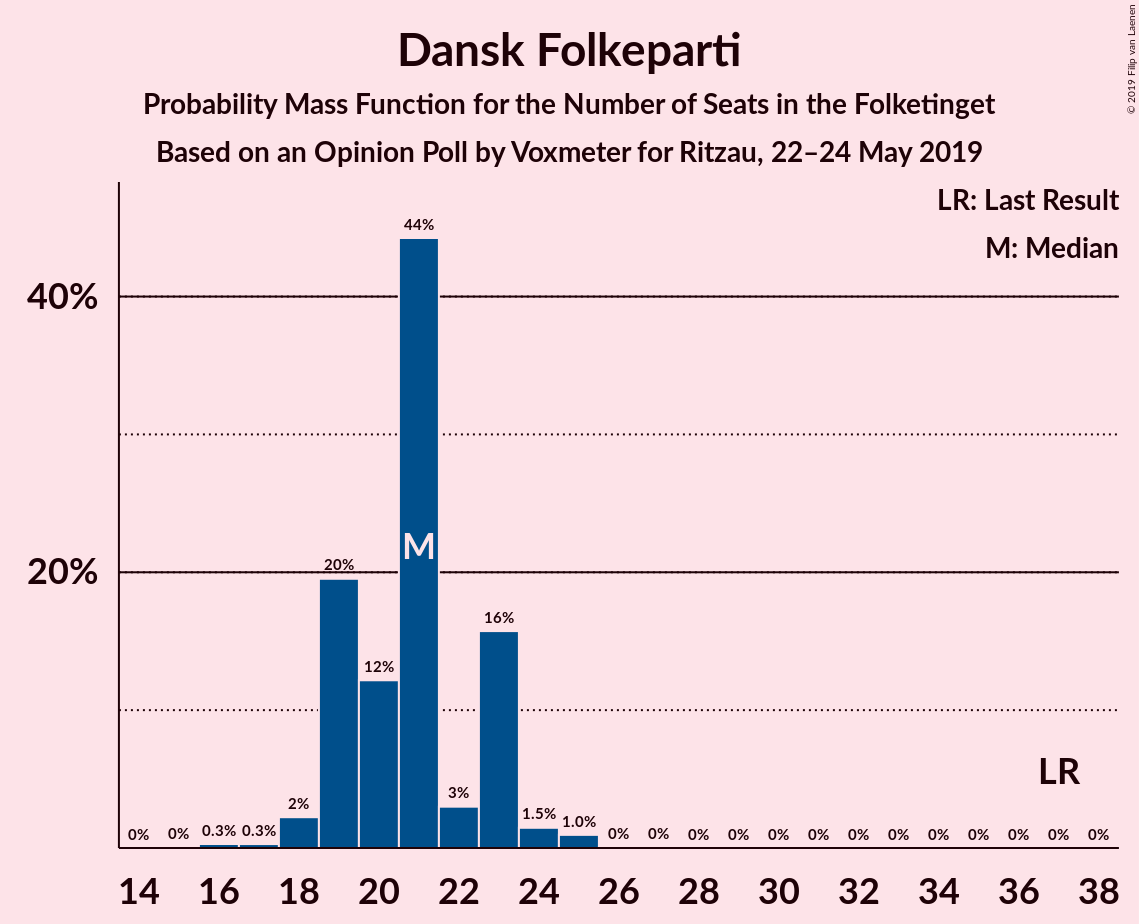 Dansk Folkeparti
Probability Mass Function for the Number of Seats in the Folketinget
Based on an Opinion Poll by Voxmeter for Ritzau, 22–24 May 2019
© 2019 Filip van Laenen
LR: Last Result
M: Median
40%
20%
0% 0% 0.3% 0.3% 2% 20% 12% 44% 3% 16% 1.5% 1.0% 0% 0% 0% 0% 0% 0% 0% 0% 0% 0% 0% 0% 0%
M
LR
14 16 18 20 22 24 26 28 30 32 34 36 38